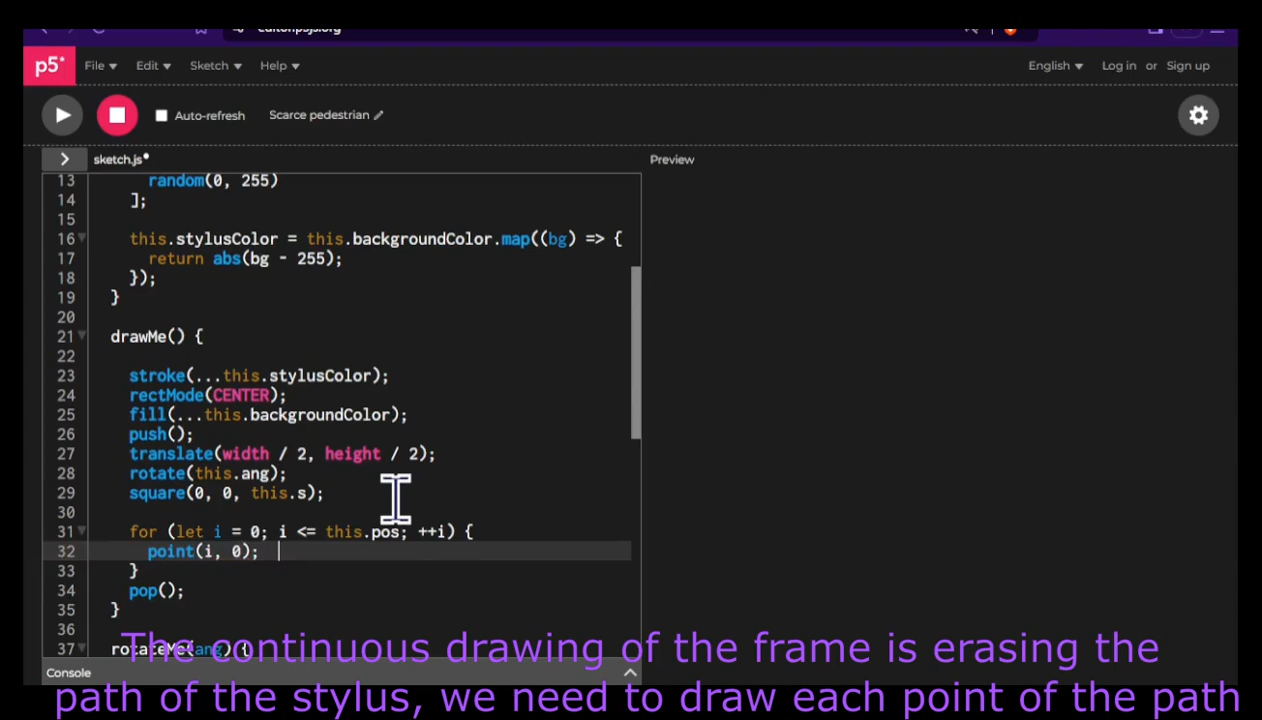 editor.p5js.org
p5* File Edit Sketch Help English Log in or Sign up
Auto-refresh Scarce pedestrian
sketch.js Preview
13 random(0, 255)
14 ];
15
16 this.stylusColor = this.backgroundColor.map((bg) => {
17 return abs(bg - 255);
18 });
19 }
20
21 drawMe() {
22
23 stroke(...this.stylusColor);
24 rectMode(CENTER);
25 fill(...this.backgroundColor);
26 push();
27 translate(width / 2, height / 2);
28 rotate(this.ang);
29 square(0, 0, this.s);
30
31 for (let i = 0; i <= this.pos; ++i) {
32 point(i, 0);
33 }
34 pop();
35 }
36
37 rotateMe(ang) {
Console
The continuous drawing of the frame is erasing the
path of the stylus, we need to draw each point of the path